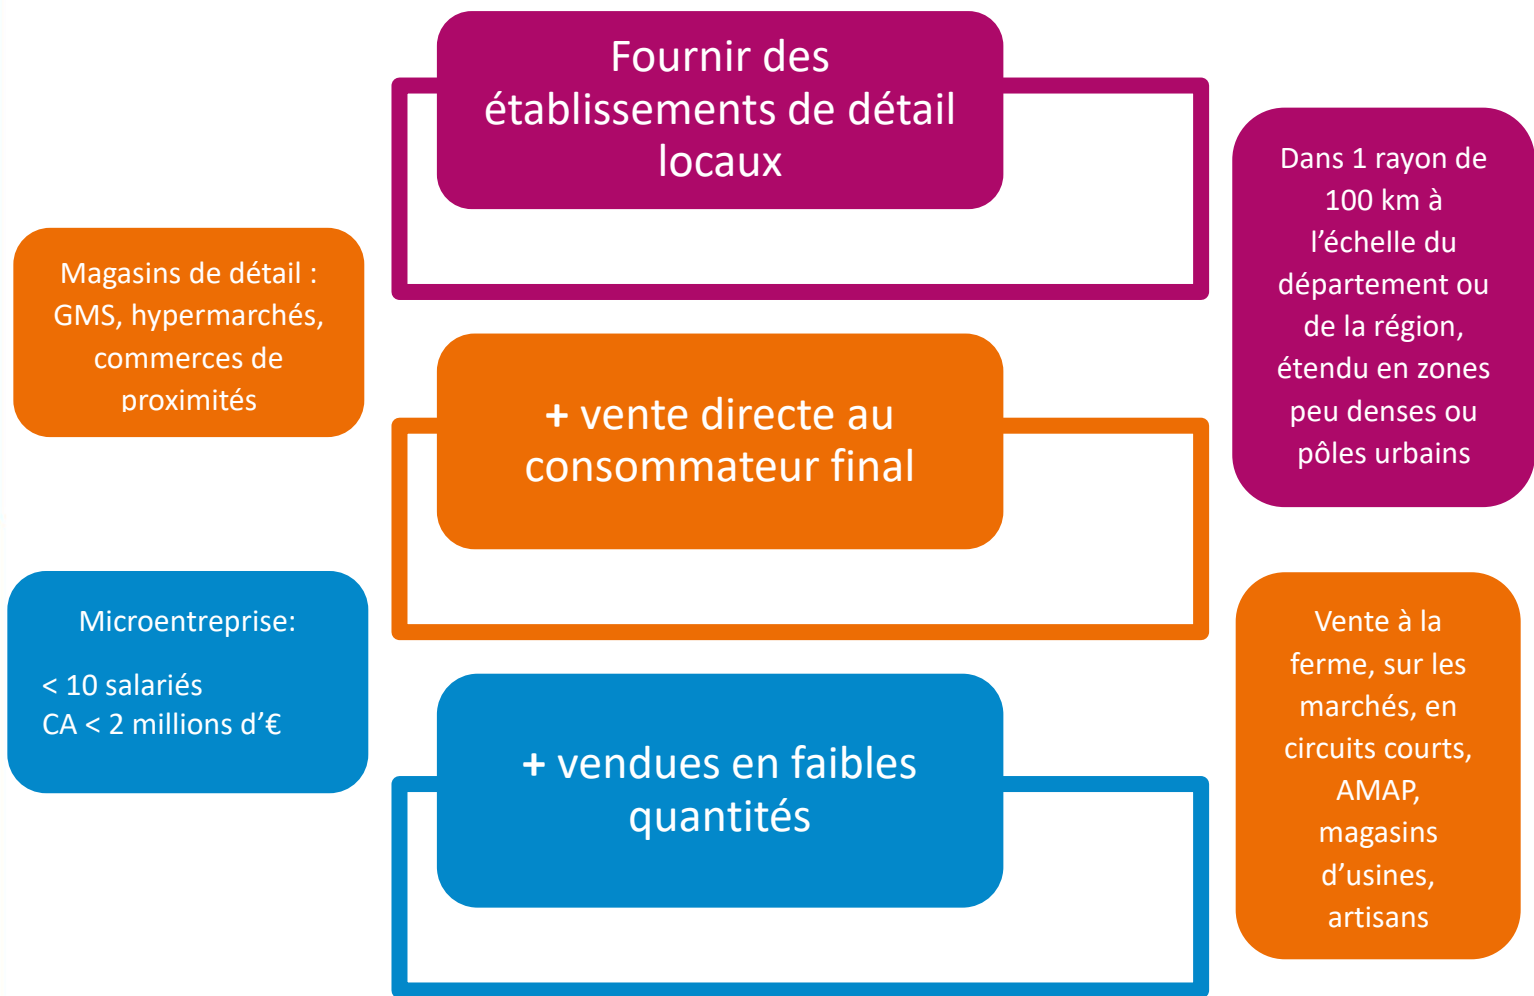 Fournir des
établissements de détail
locaux
Dans 1 rayon de
100 km à
l’échelle du
département ou
de la région,
étendu en zones
peu denses ou
pôles urbains
Magasins de détail :
GMS, hypermarchés,
commerces de
proximités
+ vente directe au
consommateur final
Microentreprise:
< 10 salariés
CA < 2 millions d’€
+ vendues en faibles
quantités
Vente à la
ferme, sur les
marchés, en
circuits courts,
AMAP,
magasins
d’usines,
artisans